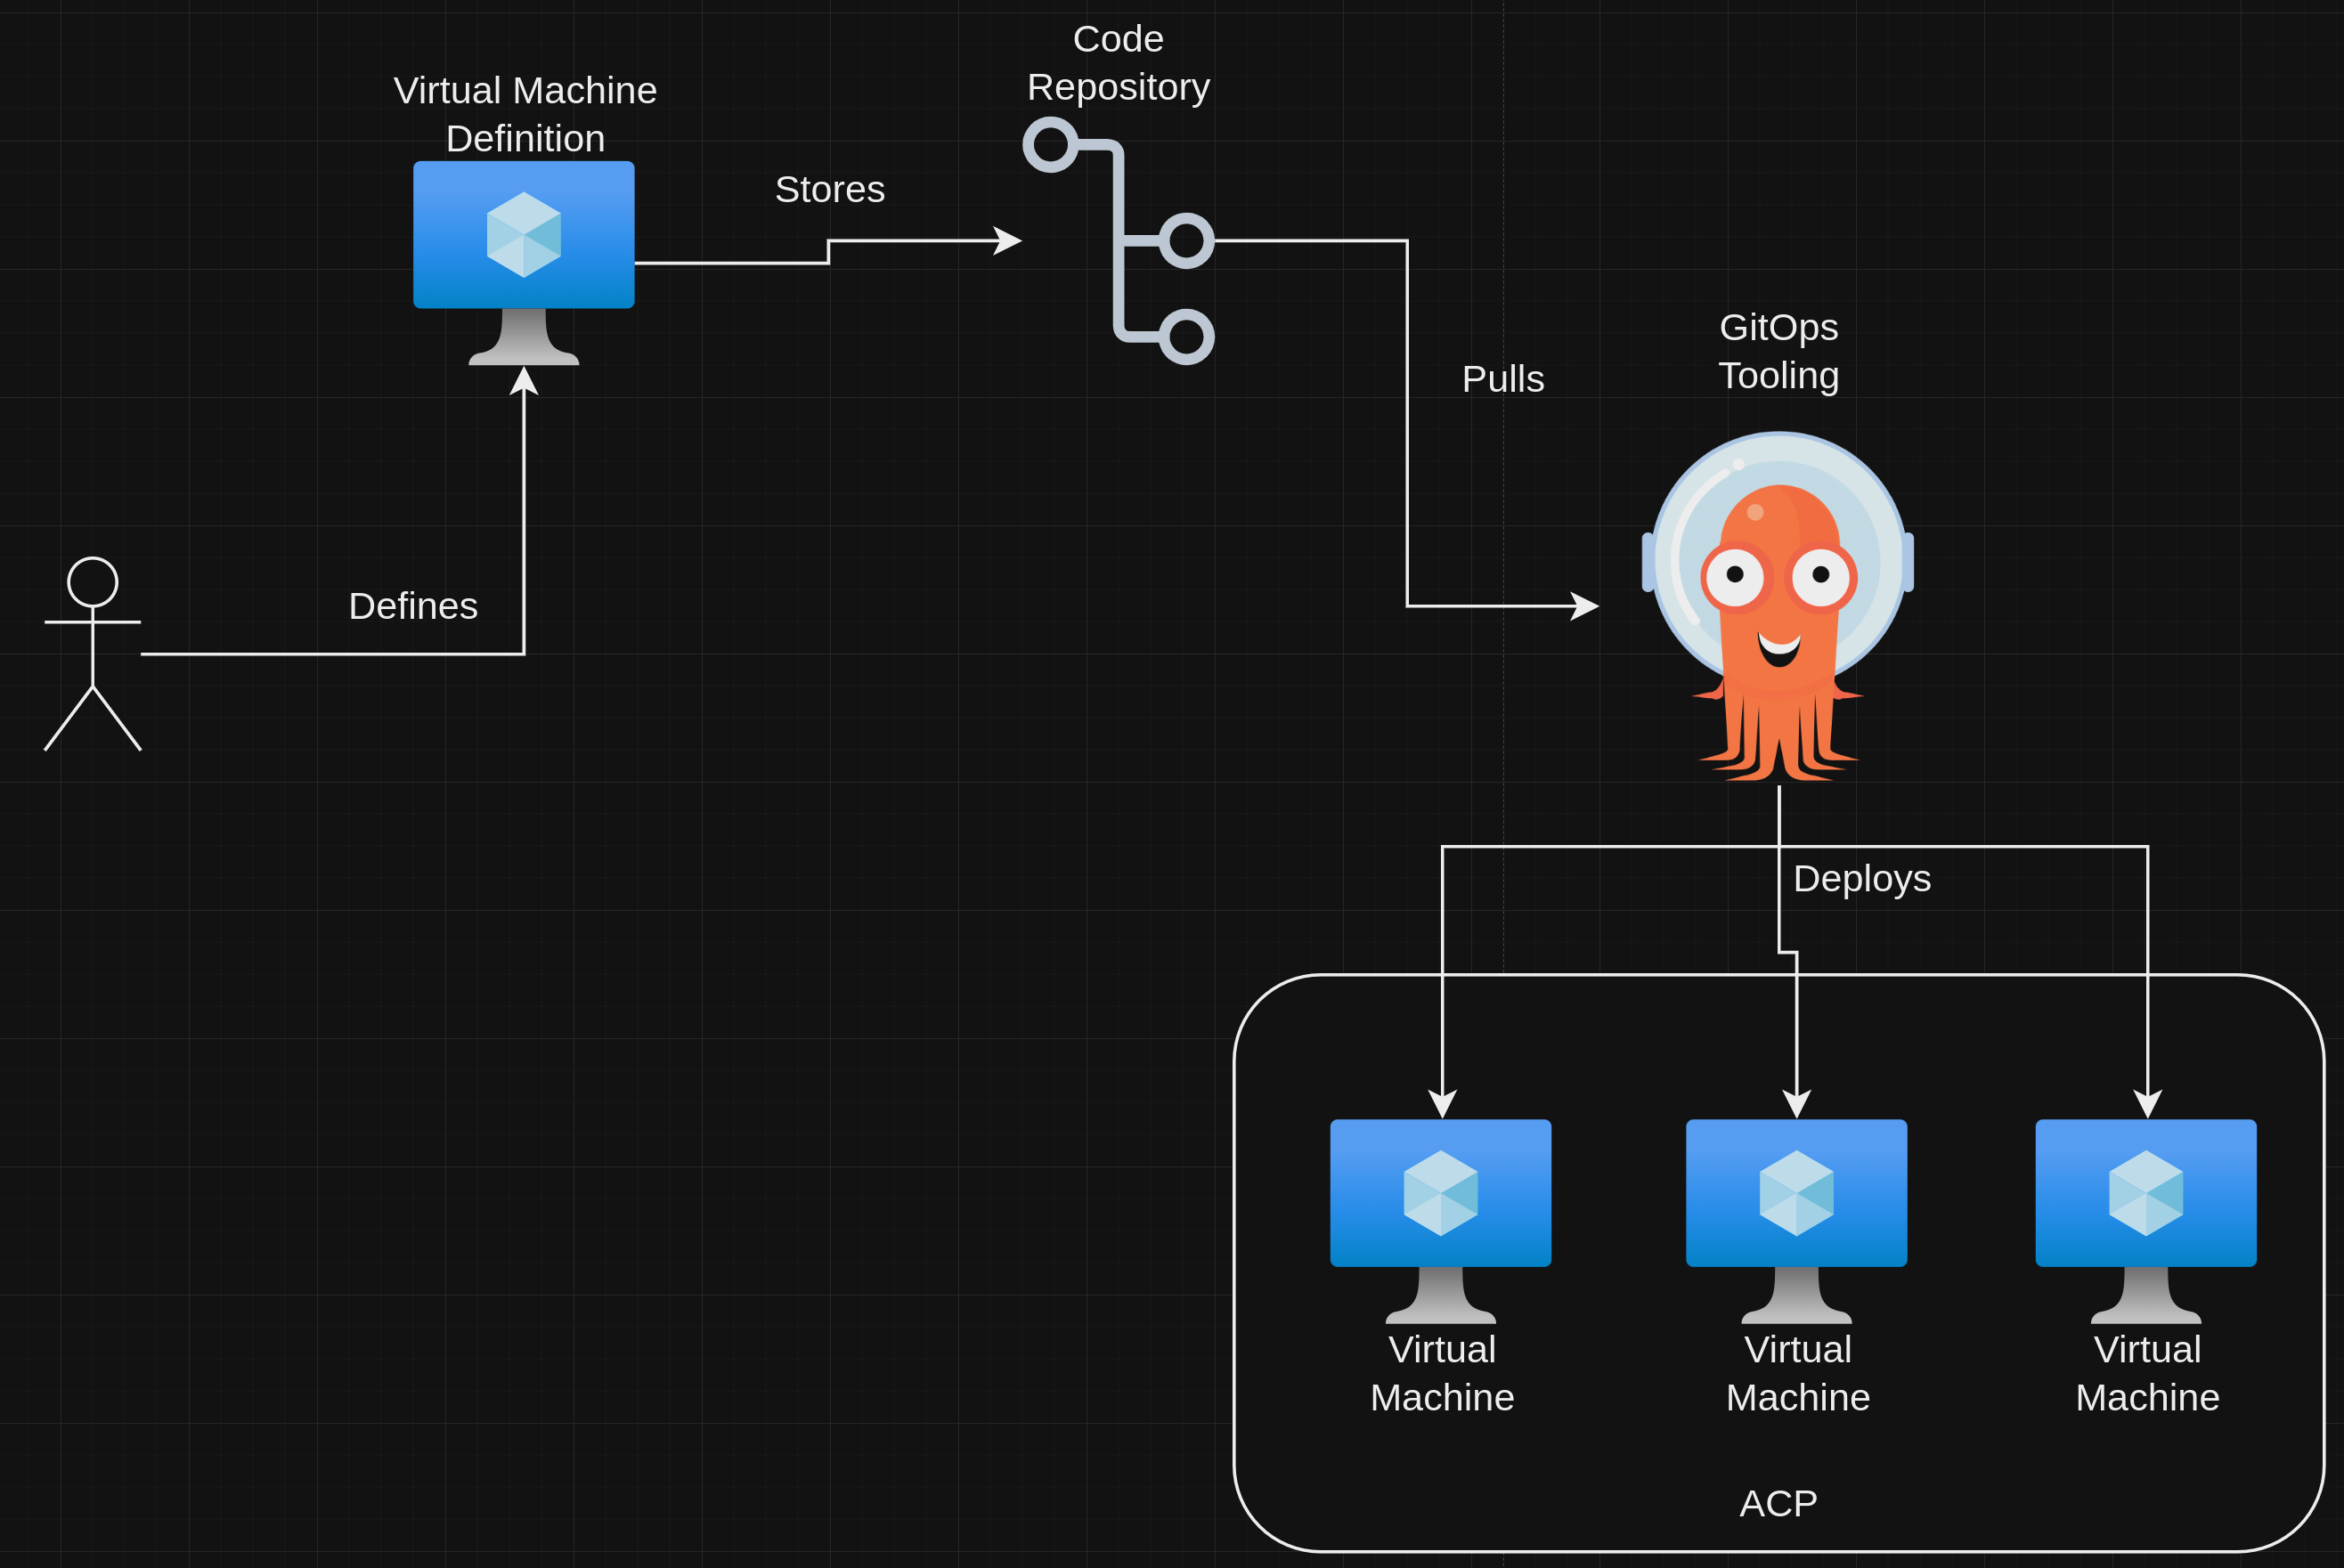 Code
Repository
Virtual Machine
Definition
Stores
GitOps
Tooling
Pulls
Defines
Deploys
Virtual
Machine
Virtual
Machine
Virtual
Machine
ACP